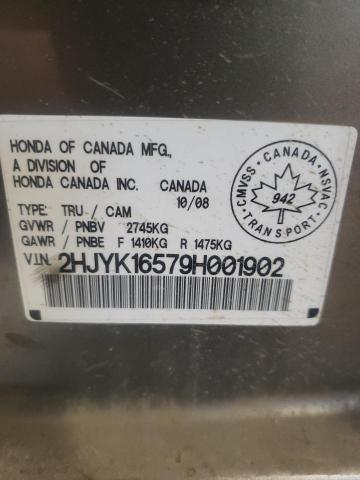 HONDA OF CANADA MFG.,
A DIVISION OF
HONDA CANADA INC. CANADA
10/08
TYPE: TRU / CAM
GVWR / PNBV 2745KG
GAWR / PNBE F 1410KG R 1475KG
V.I.N. 2HJYK16579H001902
CMVSS · CANADA · NSVAC
942
TRANSPORT